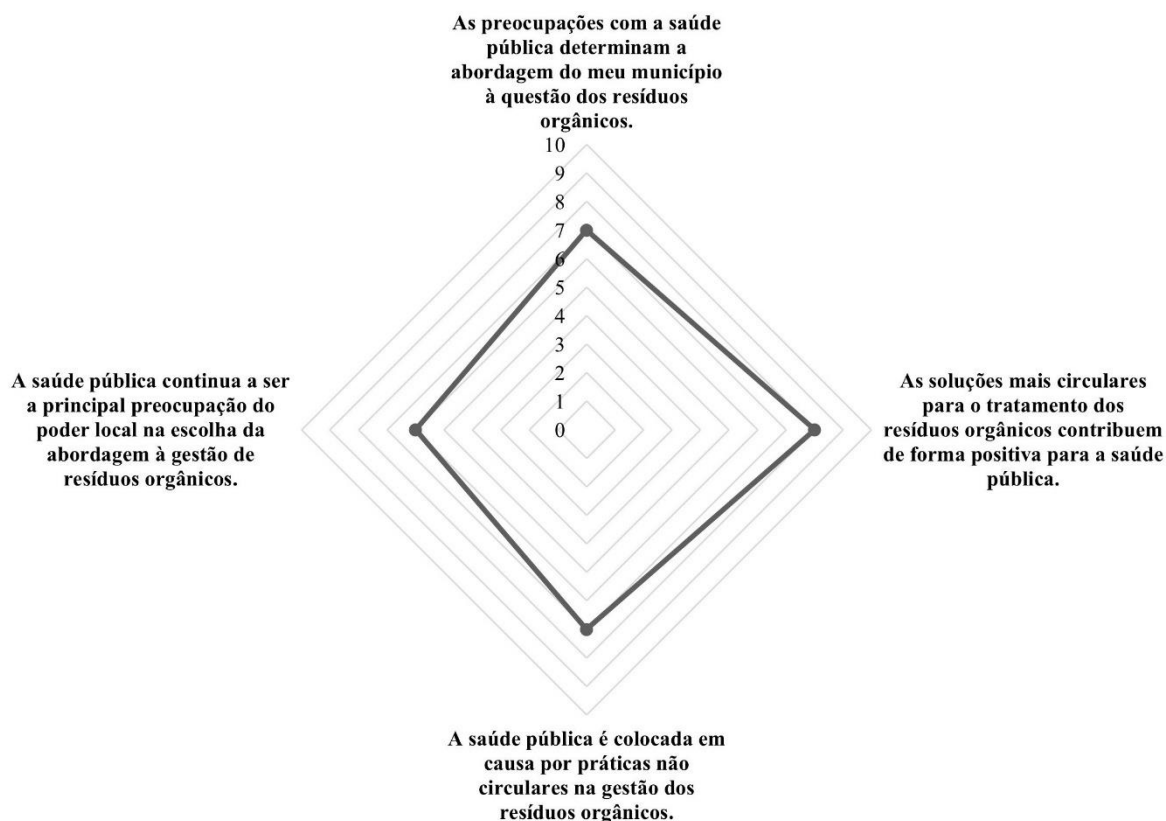 As preocupações com a saúde
pública determinam a
abordagem do meu município
à questão dos resíduos
orgânicos.
10
9
8
7
6
5
4
3
2
1
0
A saúde pública continua a ser
a principal preocupação do
poder local na escolha da
abordagem à gestão de
resíduos orgânicos.
As soluções mais circulares
para o tratamento dos
resíduos orgânicos contribuem
de forma positiva para a saúde
pública.
A saúde pública é colocada em
causa por práticas não
circulares na gestão dos
resíduos orgânicos.